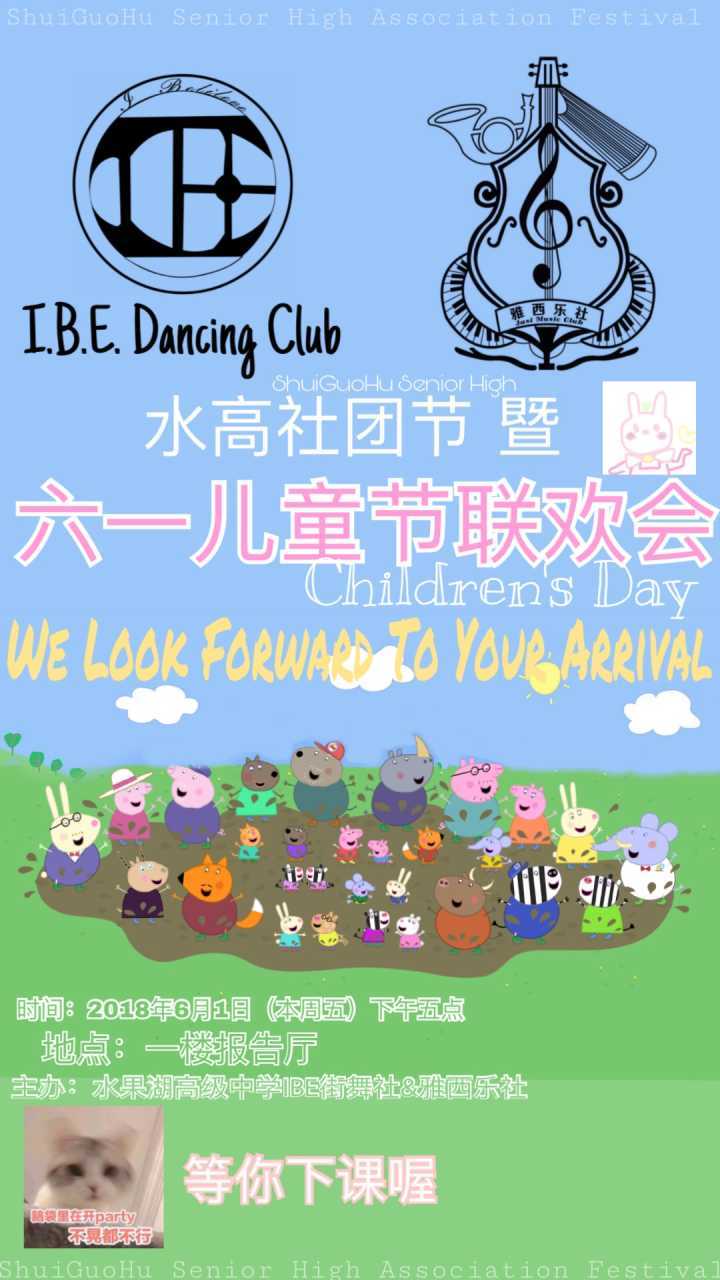 ShuiGuoHu Senior High Association Festival
I Believe
IBE
雅西乐社
Just Music Club
I.B.E. Dancing Club
ShuiGuoHu Senior High
水高社团节 暨
六一儿童节联欢会
Children's Day
We Look Forward To Your Arrival
时间：2018年6月1日（本周五）下午五点
地点：一楼报告厅
主办：水果湖高级中学IBE街舞社&雅西乐社
脑袋里在开party
不晃都不行
等你下课喔
ShuiGuoHu Senior High Association Festival